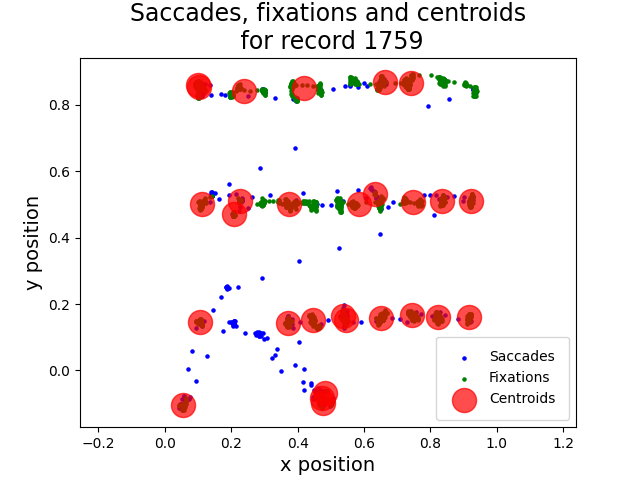 Saccades, fixations and centroids
for record 1759
y position
0.8
0.6
0.4
0.2
0.0
−0.2
0.0
0.2
0.4
0.6
0.8
1.0
1.2
x position
Saccades
Fixations
Centroids